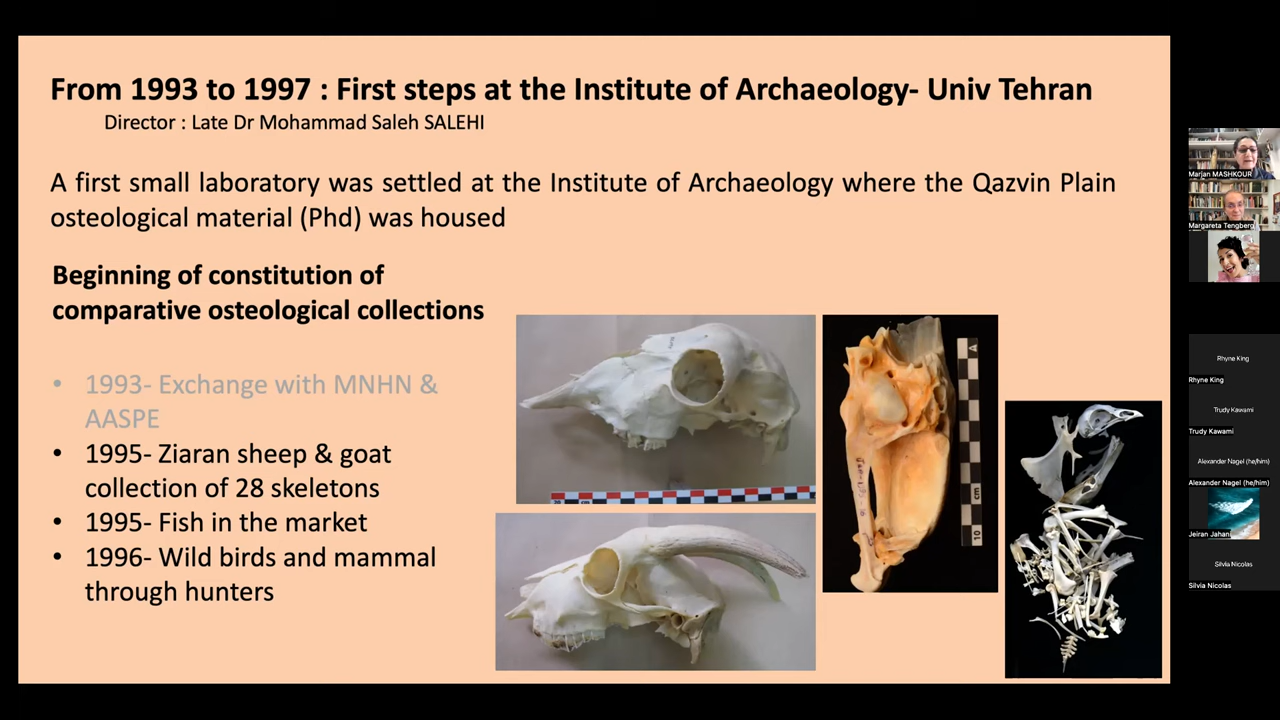 From 1993 to 1997 : First steps at the Institute of Archaeology- Univ Tehran
Director : Late Dr Mohammad Saleh SALEHI
A first small laboratory was settled at the Institute of Archaeology where the Qazvin Plain
osteological material (Phd) was housed
Beginning of constitution of
comparative osteological collections
• 1993- Exchange with MNHN &
AASPE
• 1995- Ziaran sheep & goat
collection of 28 skeletons
• 1995- Fish in the market
• 1996- Wild birds and mammal
through hunters
10 cm
Marjan MASHKOUR
Margareta Tengberg
Rhyne King
Rhyne King
Trudy Kawami
Trudy Kawami
Alexander Nagel (he/him)
Alexander Nagel (he/him)
Jeiran Jahani
Silvia Nicolas
Silvia Nicolas